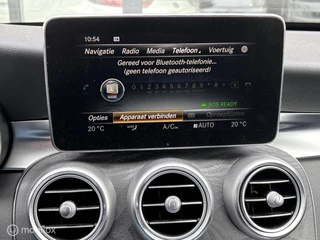 10:54
Navigatie Radio Media Telefoon Voertuig
Gereed voor Bluetooth-telefonie...
(geen telefoon geautoriseerd)
0 1 2 3 4 5 6 7 8 9 +
SOS READY
Opties Apparaat verbinden
20 °C A/C AUTO 20 °C
© Marktplaats